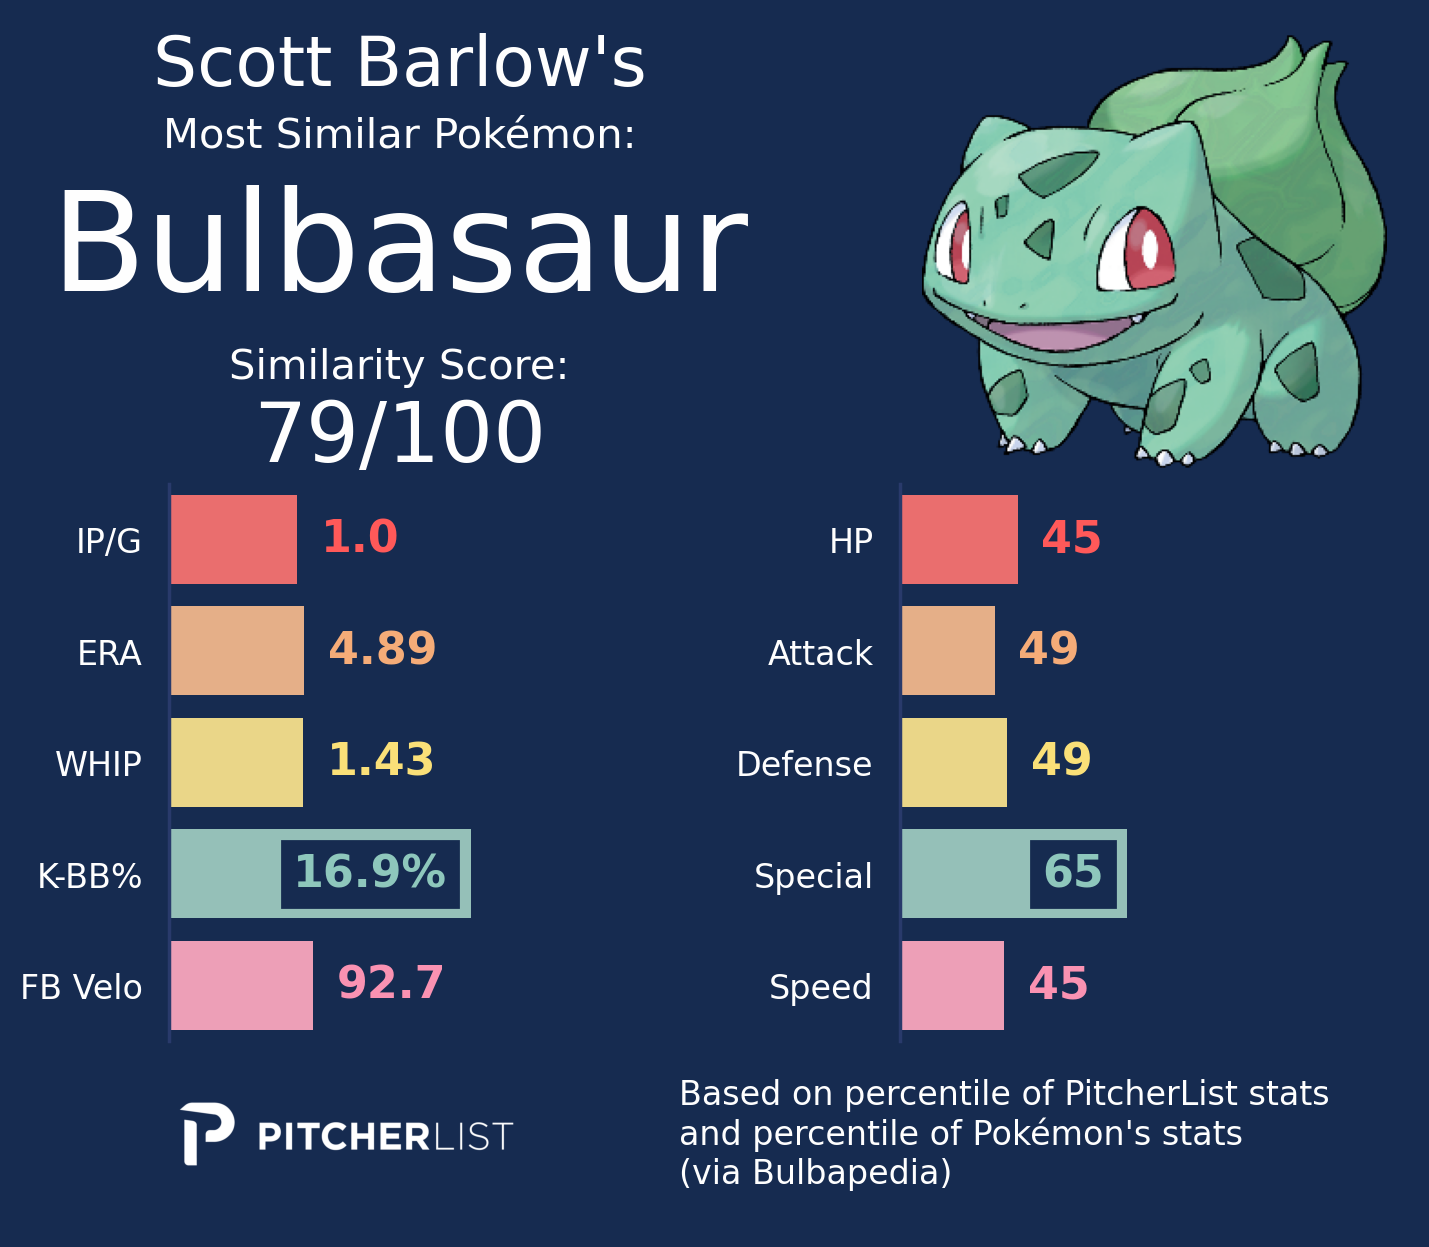 Scott Barlow's
Most Similar Pokémon:
Bulbasaur
Similarity Score:
79/100
IP/G 1.0
ERA 4.89
WHIP 1.43
K-BB% 16.9%
FB Velo 92.7
HP 45
Attack 49
Defense 49
Special 65
Speed 45
PITCHERLIST
Based on percentile of PitcherList stats
and percentile of Pokémon's stats
(via Bulbapedia)